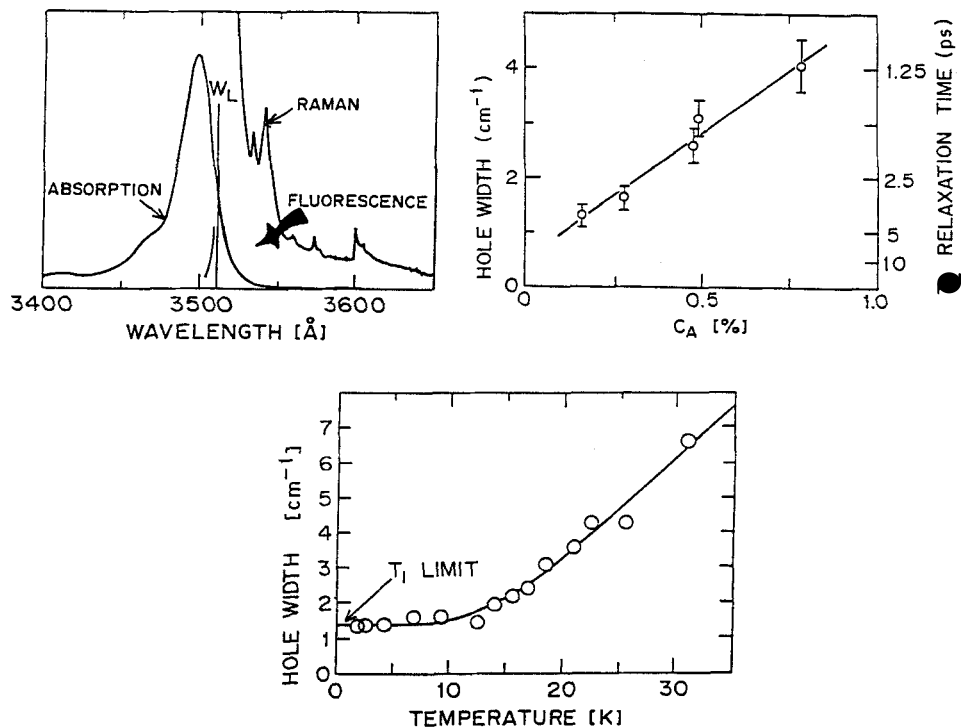 W_L
RAMAN
ABSORPTION
FLUORESCENCE
3400 3500 3600
WAVELENGTH [Å]
HOLE WIDTH (cm⁻¹)
4
2
0
0 0.5 1.0
C_A [%]
1.25
2.5
5
10
RELAXATION TIME (ps)
HOLE WIDTH [cm⁻¹]
7
6
5
4
3
2
1
0
T₁ LIMIT
0 10 20 30
TEMPERATURE [K]